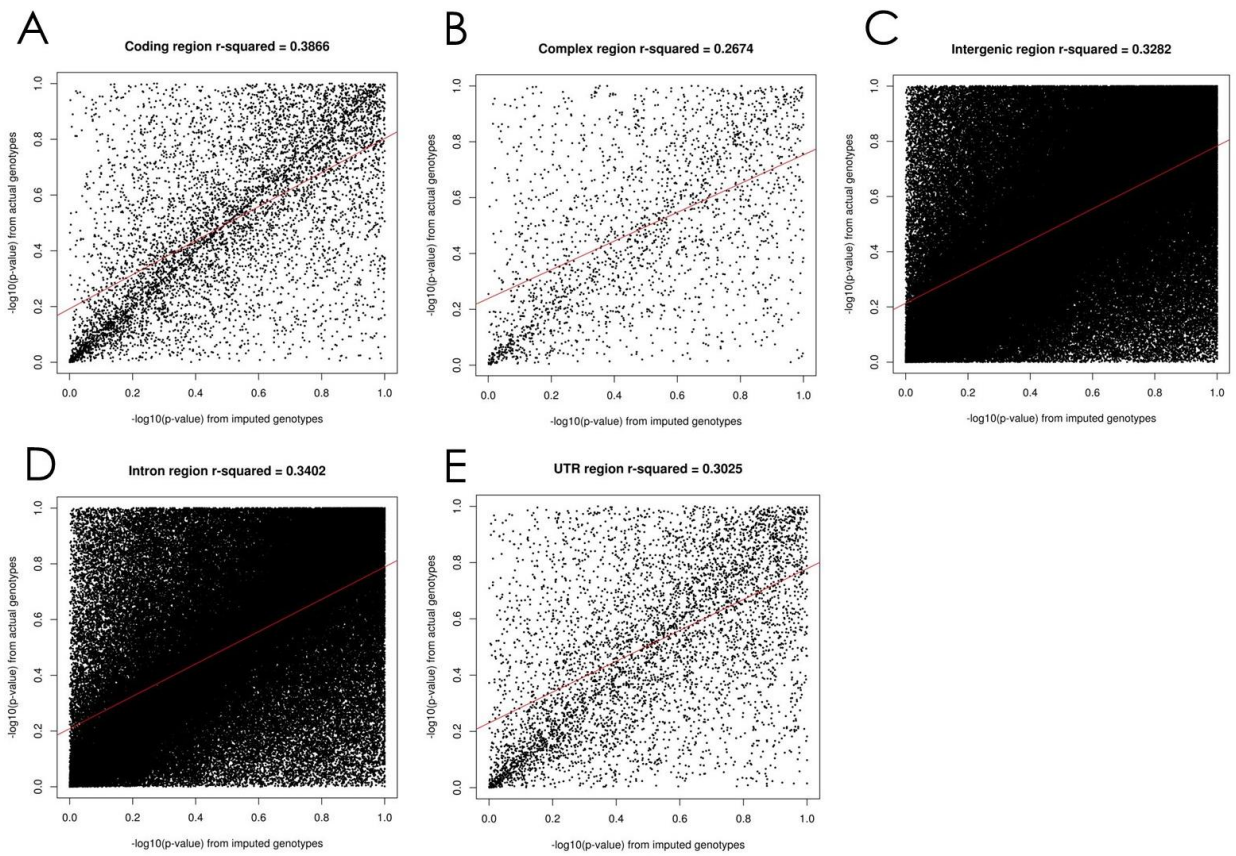 A
Coding region r-squared = 0.3866
-log10(p-value) from actual genotypes
1.0
0.8
0.6
0.4
0.2
0.0
0.0 0.2 0.4 0.6 0.8 1.0
-log10(p-value) from imputed genotypes
B
Complex region r-squared = 0.2674
-log10(p-value) from actual genotypes
1.0
0.8
0.6
0.4
0.2
0.0
0.0 0.2 0.4 0.6 0.8 1.0
-log10(p-value) from imputed genotypes
C
Intergenic region r-squared = 0.3282
-log10(p-value) from actual genotypes
1.0
0.8
0.6
0.4
0.2
0.0
0.0 0.2 0.4 0.6 0.8 1.0
-log10(p-value) from imputed genotypes
D
Intron region r-squared = 0.3402
-log10(p-value) from actual genotypes
1.0
0.8
0.6
0.4
0.2
0.0
0.0 0.2 0.4 0.6 0.8 1.0
-log10(p-value) from imputed genotypes
E
UTR region r-squared = 0.3025
-log10(p-value) from actual genotypes
1.0
0.8
0.6
0.4
0.2
0.0
0.0 0.2 0.4 0.6 0.8 1.0
-log10(p-value) from imputed genotypes